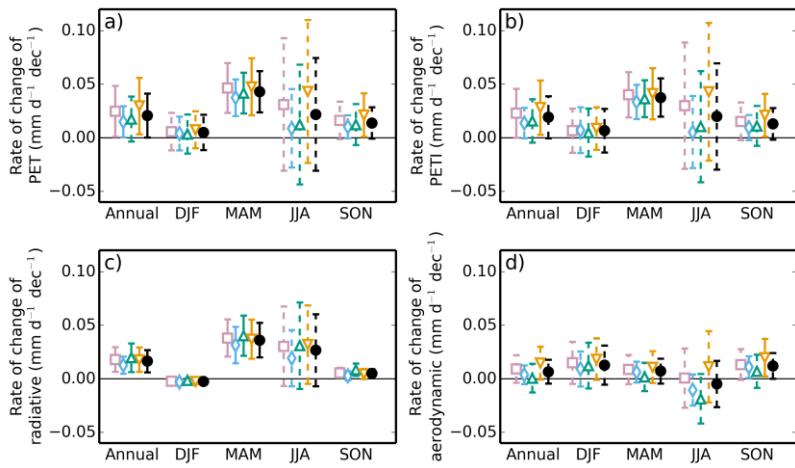 a)
Rate of change of
PET (mm d⁻¹ dec⁻¹)
0.10
0.05
0.00
−0.05
Annual DJF MAM JJA SON
b)
Rate of change of
PETI (mm d⁻¹ dec⁻¹)
0.10
0.05
0.00
−0.05
Annual DJF MAM JJA SON
c)
Rate of change of
radiative (mm d⁻¹ dec⁻¹)
0.10
0.05
0.00
−0.05
Annual DJF MAM JJA SON
d)
Rate of change of
aerodynamic (mm d⁻¹ dec⁻¹)
0.10
0.05
0.00
−0.05
Annual DJF MAM JJA SON